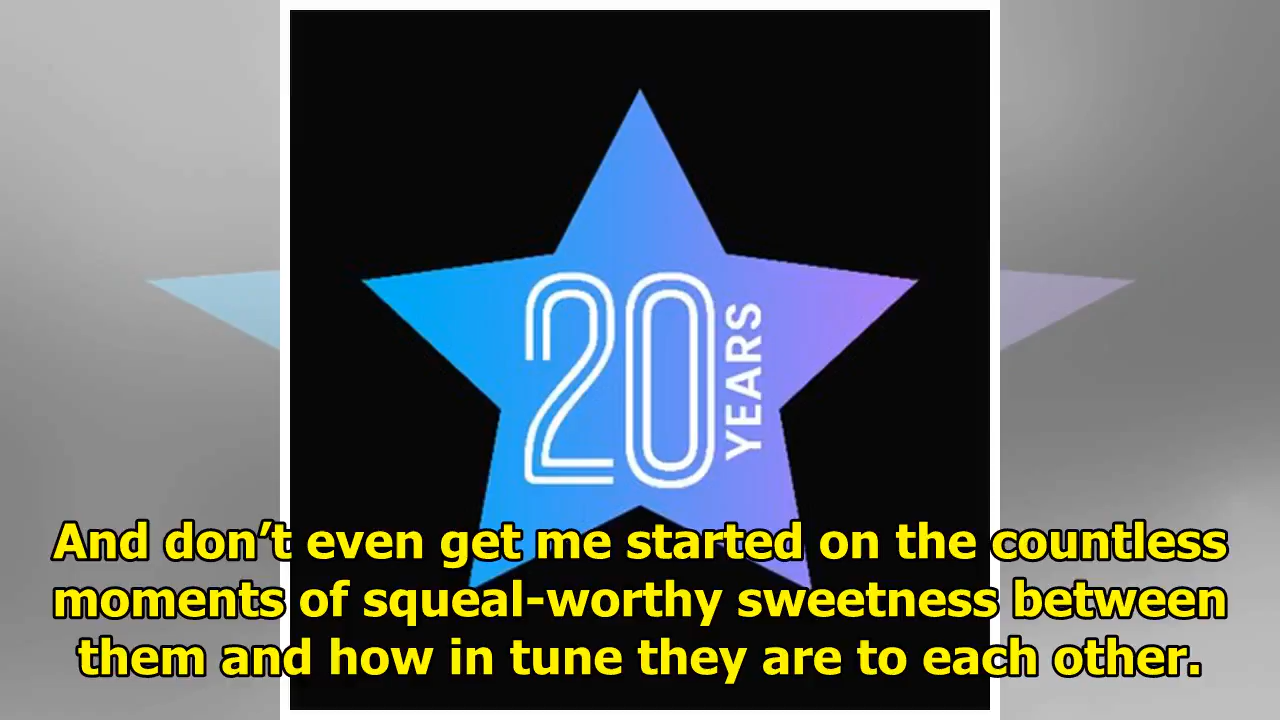 20
YEARS
And don’t even get me started on the countless
moments of squeal-worthy sweetness between
them and how in tune they are to each other.